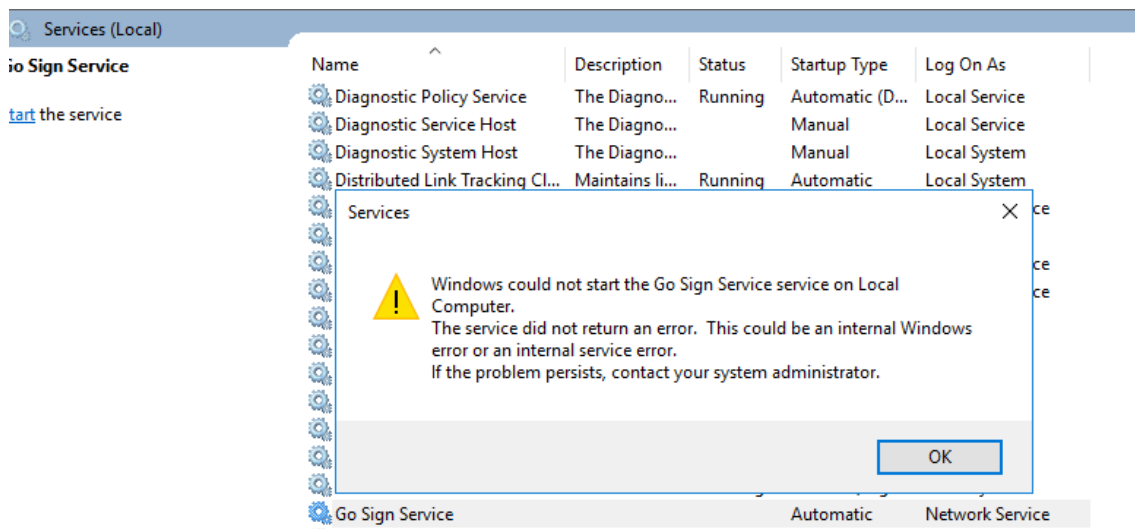 Services (Local)
Go Sign Service
Start the service
Name Description Status Startup Type Log On As
Diagnostic Policy Service The Diagno... Running Automatic (D... Local Service
Diagnostic Service Host The Diagno... Manual Local Service
Diagnostic System Host The Diagno... Manual Local System
Distributed Link Tracking Cl... Maintains li... Running Automatic Local System
Services
ce
ce
ce
Windows could not start the Go Sign Service service on Local
Computer.
The service did not return an error. This could be an internal Windows
error or an internal service error.
If the problem persists, contact your system administrator.
OK
Go Sign Service Automatic Network Service